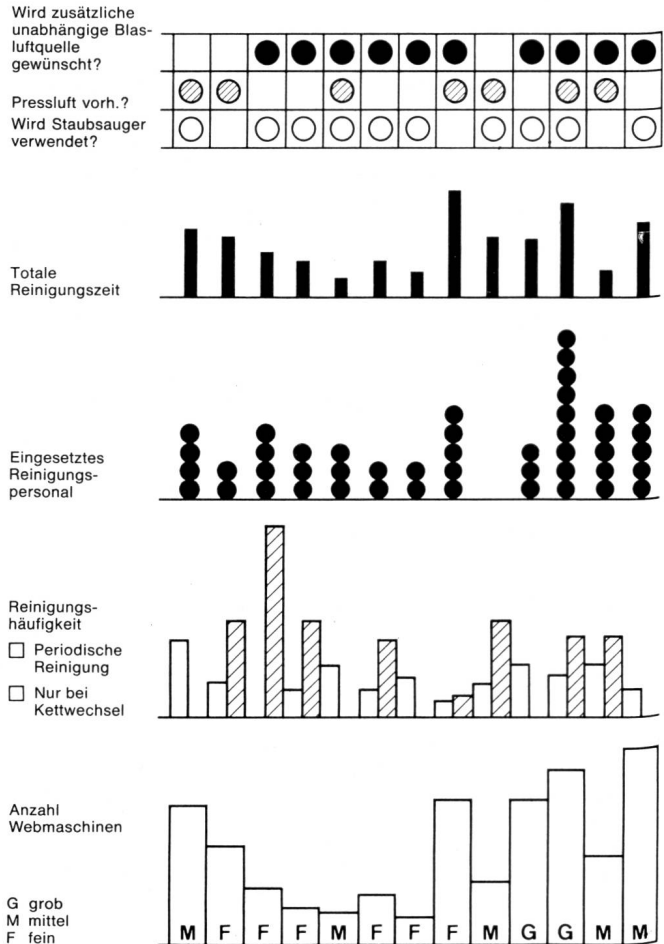 Wird zusätzliche
unabhängige Blas-
luftquelle
gewünscht?
Pressluft vorh.?
Wird Staubsauger
verwendet?
Totale
Reinigungszeit
Eingesetztes
Reinigungs-
personal
Reinigungs-
häufigkeit
Periodische
Reinigung
Nur bei
Kettwechsel
Anzahl
Webmaschinen
G grob
M mittel
F fein
M F F F M F F F M G G M M